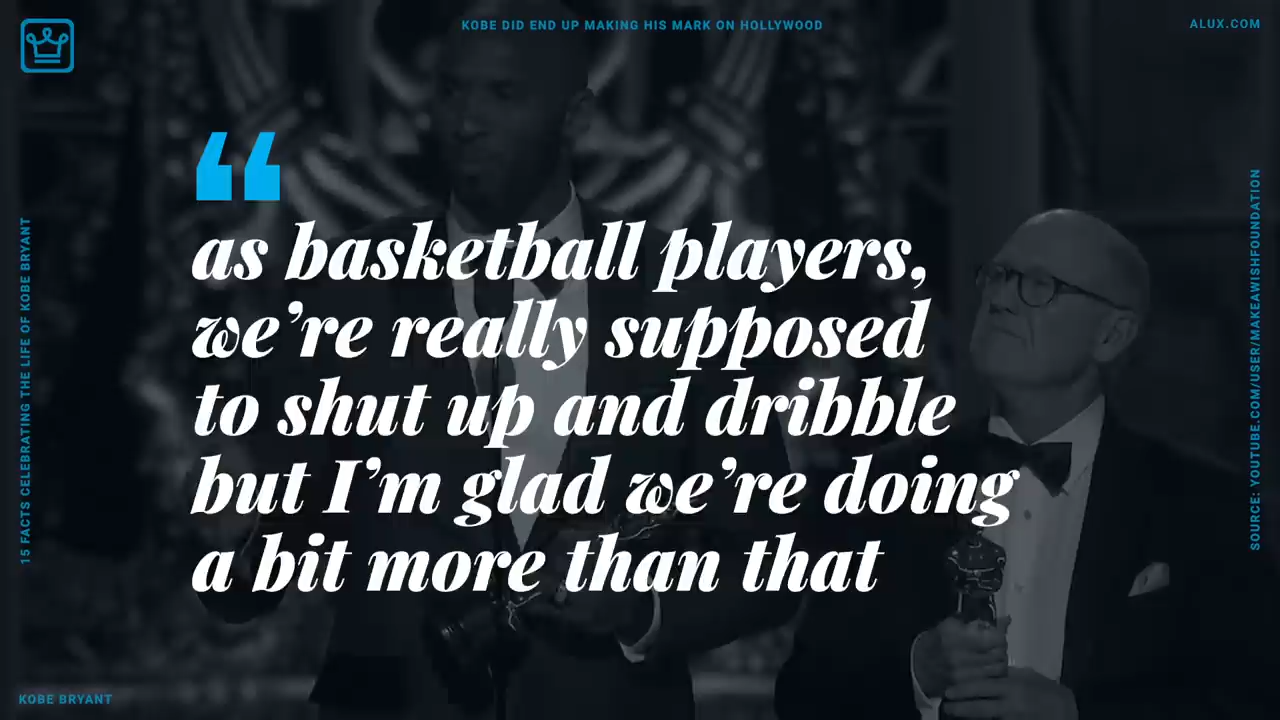 KOBE DID END UP MAKING HIS MARK ON HOLLYWOOD
ALUX.COM
“
as basketball players,
we’re really supposed
to shut up and dribble
but I’m glad we’re doing
a bit more than that
15 FACTS CELEBRATING THE LIFE OF KOBE BRYANT
SOURCE: YOUTUBE.COM/USER/MAKEAWISHFOUNDATION
KOBE BRYANT